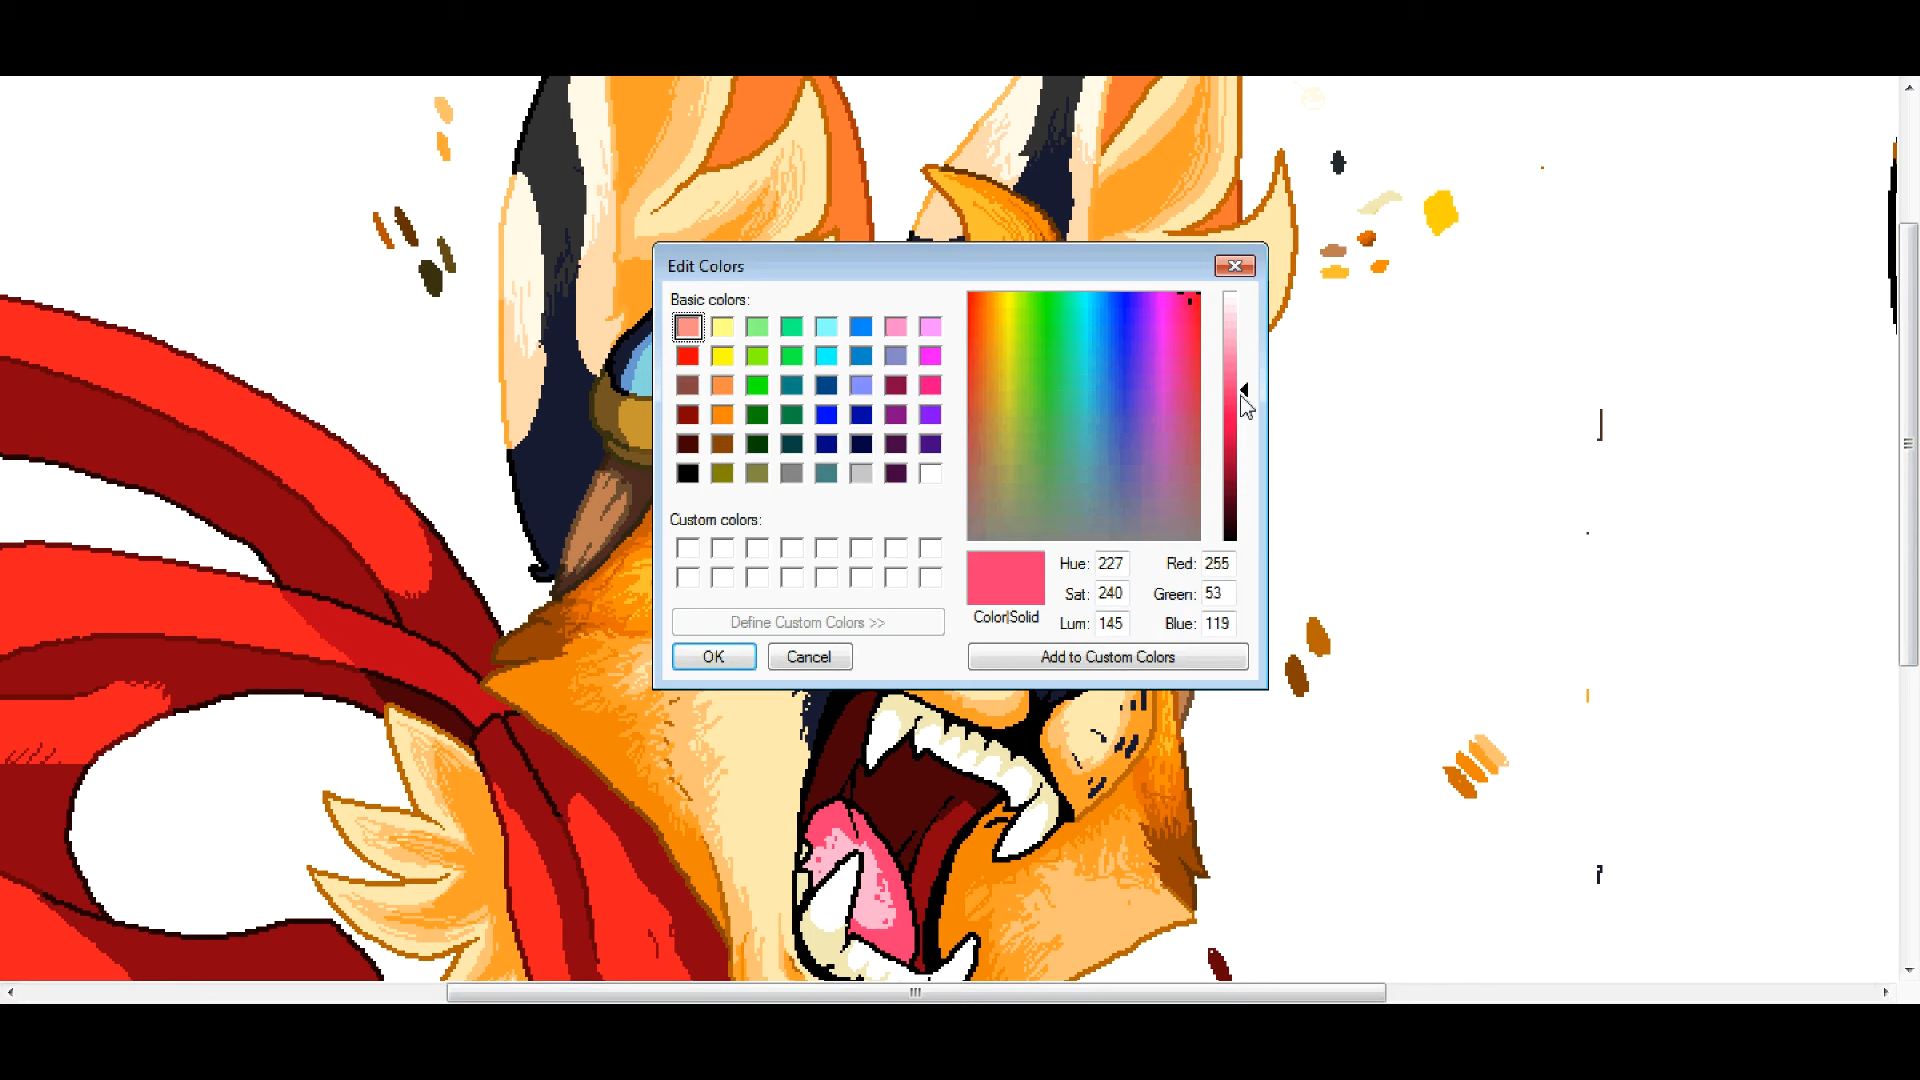 Edit Colors
Basic colors:
Custom colors:
Define Custom Colors >>
OK Cancel
Color|Solid
Hue: 227 Red: 255
Sat: 240 Green: 53
Lum: 145 Blue: 119
Add to Custom Colors